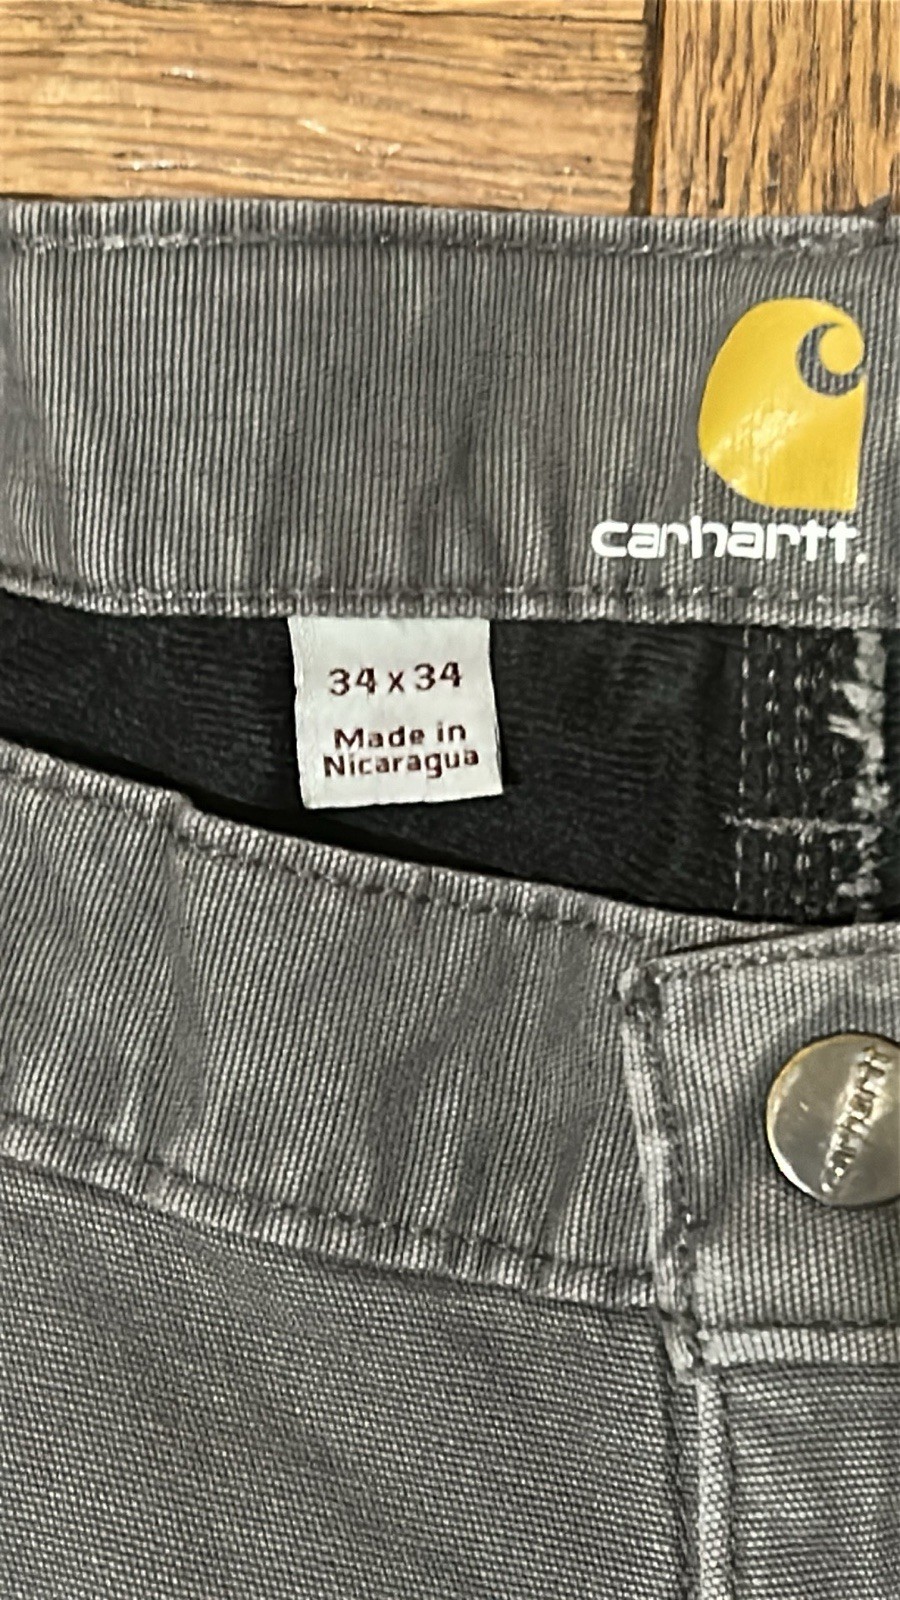 carhartt.
34 x 34
Made in
Nicaragua
carhartt